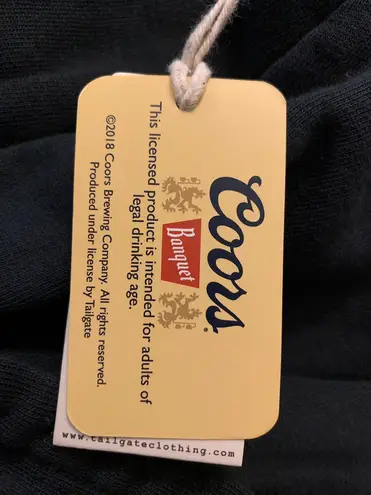 Coors®
Banquet
This licensed product is intended for adults of
legal drinking age.
©2018 Coors Brewing Company. All rights reserved.
Produced under license by Tailgate
www.tailgateclothing.com